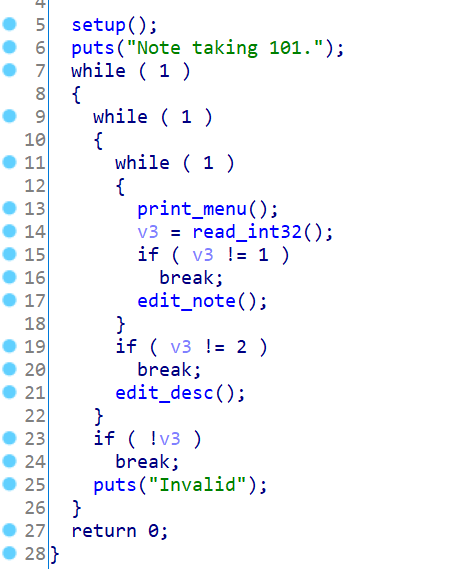 4
5 setup();
6 puts("Note taking 101.");
7 while ( 1 )
8 {
9 while ( 1 )
10 {
11 while ( 1 )
12 {
13 print_menu();
14 v3 = read_int32();
15 if ( v3 != 1 )
16 break;
17 edit_note();
18 }
19 if ( v3 != 2 )
20 break;
21 edit_desc();
22 }
23 if ( !v3 )
24 break;
25 puts("Invalid");
26 }
27 return 0;
28 }